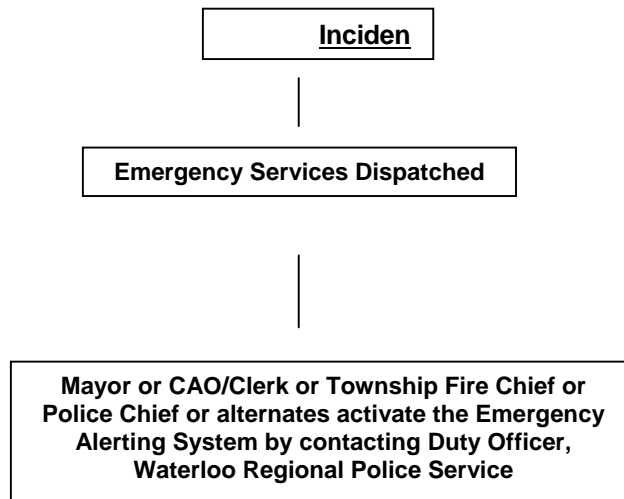 Inciden
Emergency Services Dispatched
Mayor or CAO/Clerk or Township Fire Chief or
Police Chief or alternates activate the Emergency
Alerting System by contacting Duty Officer,
Waterloo Regional Police Service